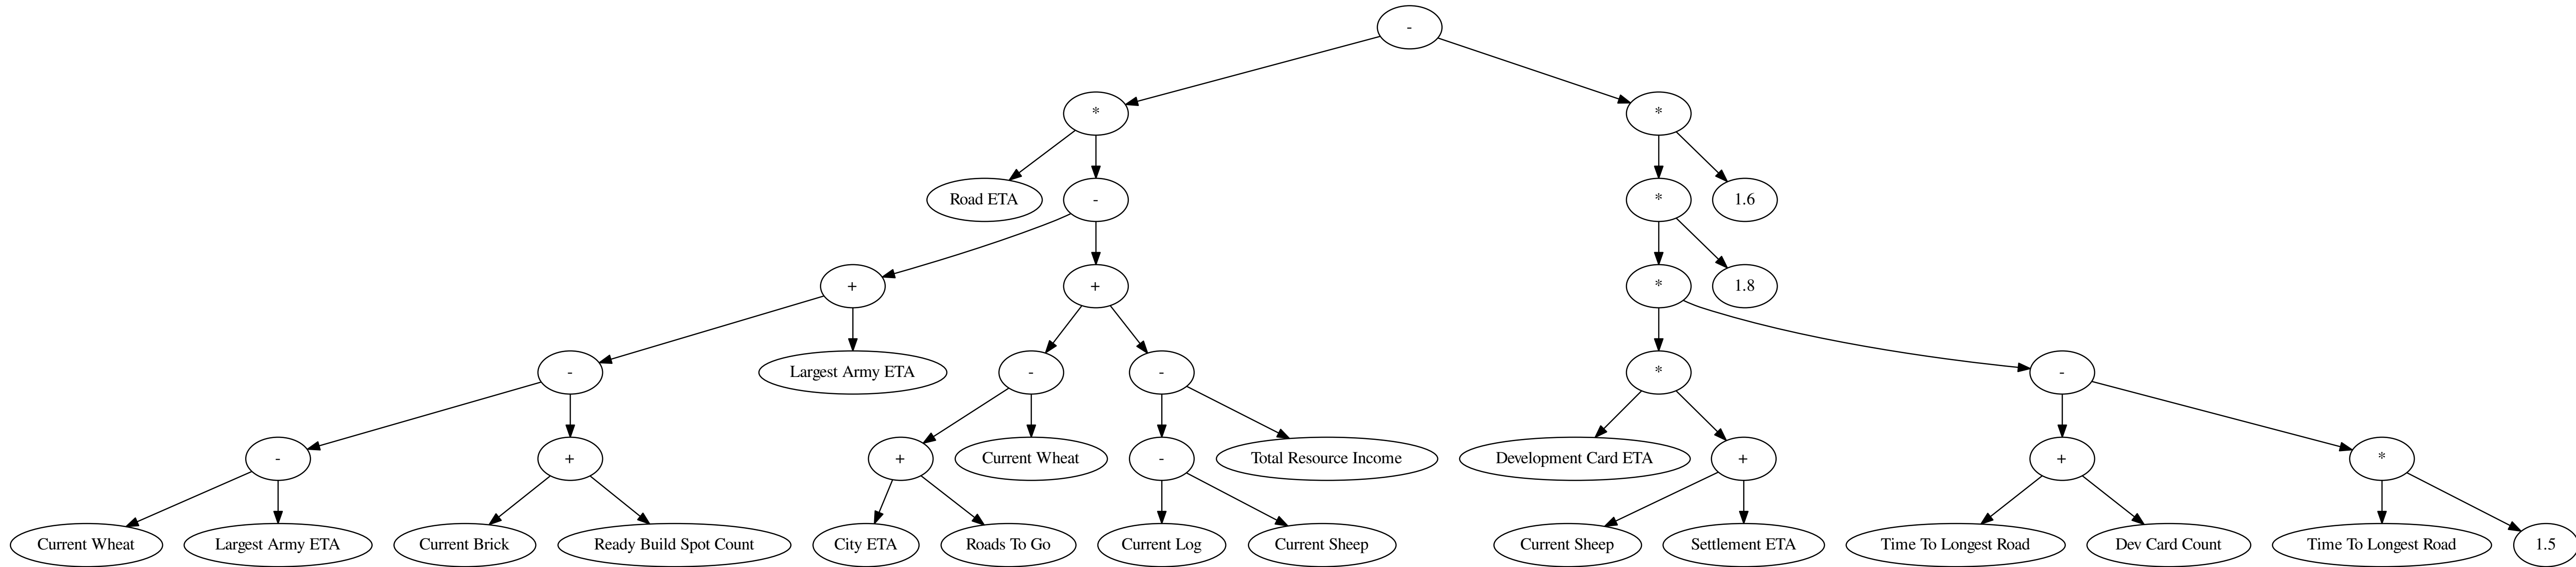 -
*
*
Road ETA
-
*
1.6
+
+
*
1.8
-
Largest Army ETA
-
-
*
-
-
+
+
Current Wheat
-
Total Resource Income
Development Card ETA
+
+
*
Current Wheat
Largest Army ETA
Current Brick
Ready Build Spot Count
City ETA
Roads To Go
Current Log
Current Sheep
Current Sheep
Settlement ETA
Time To Longest Road
Dev Card Count
Time To Longest Road
1.5